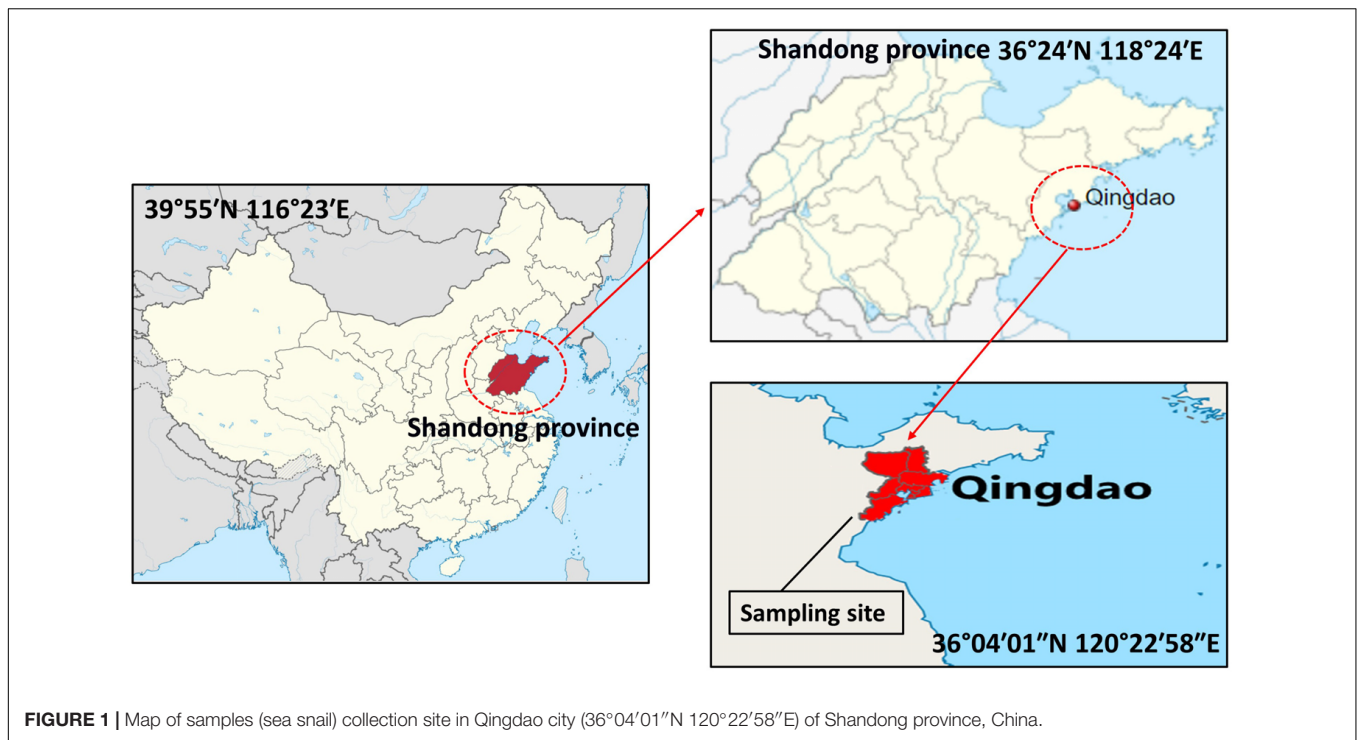 39°55′N 116°23′E
Shandong province
Shandong province 36°24′N 118°24′E
Qingdao
Qingdao
Sampling site
36°04′01″N 120°22′58″E
FIGURE 1 | Map of samples (sea snail) collection site in Qingdao city (36°04′01″N 120°22′58″E) of Shandong province, China.